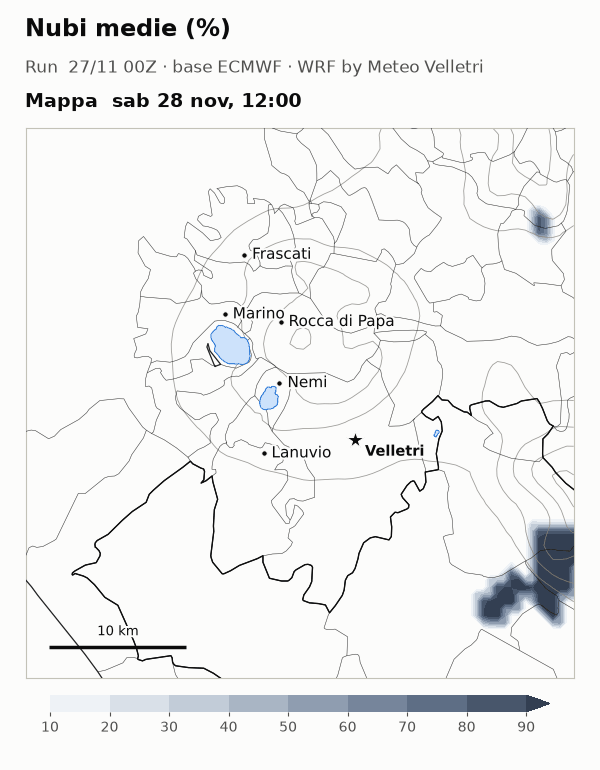 Nubi medie (%)
Run  27/11 00Z · base ECMWF · WRF by Meteo Velletri
Mappa  sab 28 nov, 12:00
Frascati
Marino
Rocca di Papa
Nemi
Velletri
Lanuvio
10 km
10 20 30 40 50 60 70 80 90